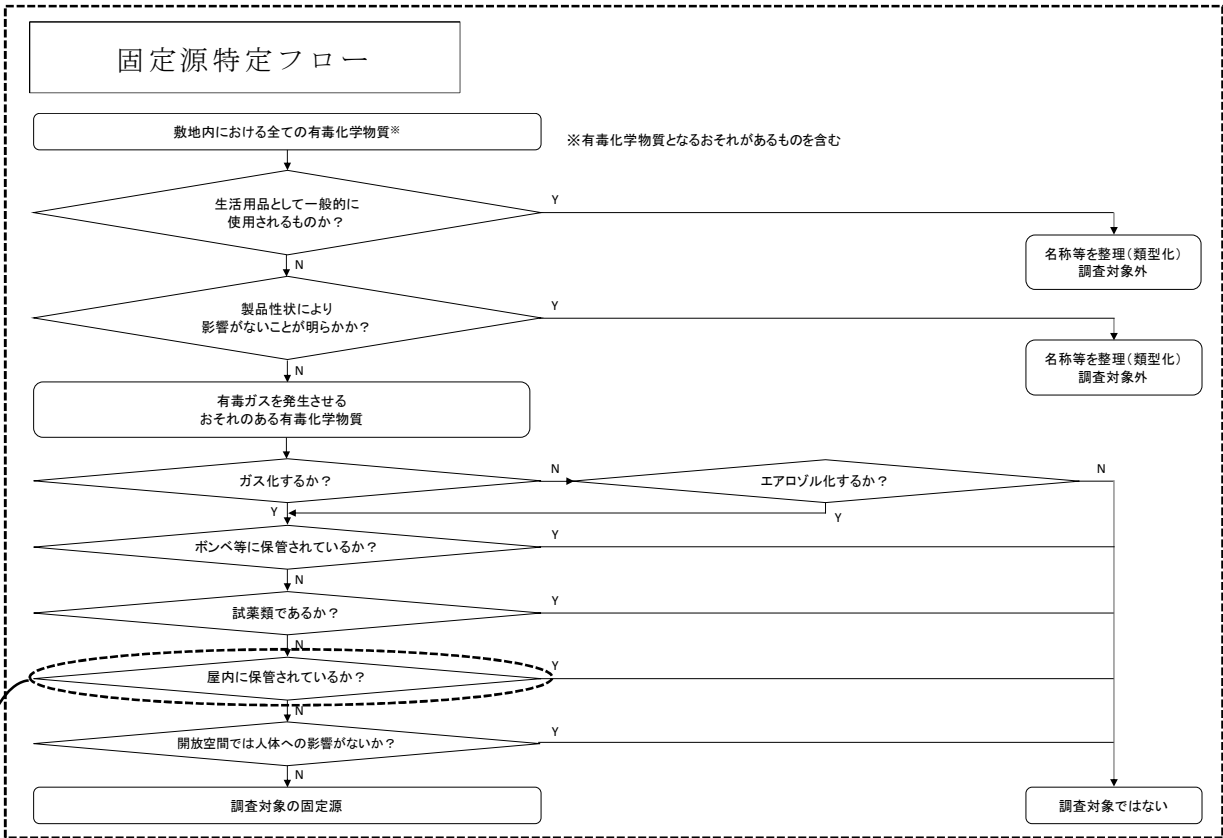 固定源特定フロー
敷地内における全ての有毒化学物質※
※有毒化学物質となるおそれがあるものを含む
生活用品として一般的に
使用されるものか？
Y
N
名称等を整理（類型化）
調査対象外
製品性状により
影響がないことが明らかか？
Y
N
名称等を整理（類型化）
調査対象外
有毒ガスを発生させる
おそれのある有毒化学物質
ガス化するか？
N
エアロゾル化するか？
N
Y
Y
ボンベ等に保管されているか？
Y
N
試薬類であるか？
Y
N
屋内に保管されているか？
Y
N
開放空間では人体への影響がないか？
Y
N
調査対象の固定源
調査対象ではない